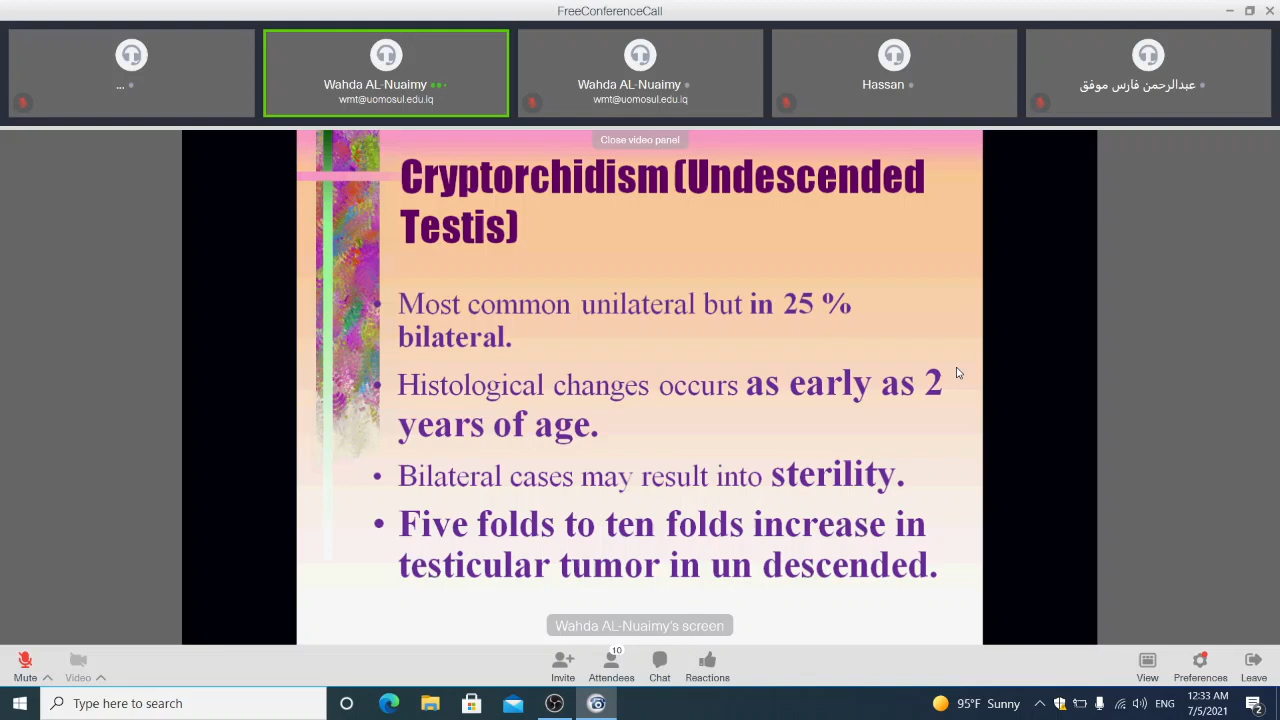 FreeConferenceCall
...
Wahda AL-Nuaimy
wmt@uomosul.edu.iq
Wahda AL-Nuaimy
wmt@uomosul.edu.iq
Hassan
عبدالرحمن فارس موفق
Close video panel
Cryptorchidism (Undescended
Testis)
• Most common unilateral but in 25 %
bilateral.
• Histological changes occurs as early as 2
years of age.
• Bilateral cases may result into sterility.
• Five folds to ten folds increase in
testicular tumor in un descended.
Wahda AL-Nuaimy's screen
Mute
Video
Invite
10
Attendees
Chat
Reactions
View
Preferences
Leave
Type here to search
95°F Sunny
ENG
12:33 AM
7/5/2021
2